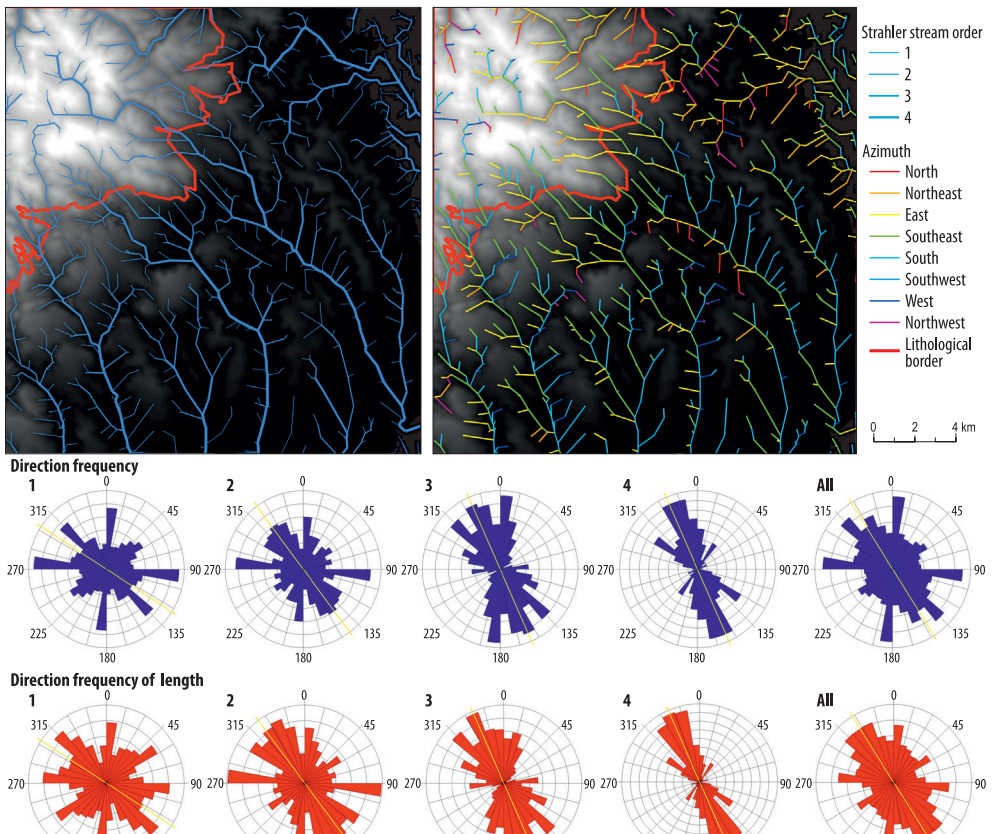 Strahler stream order
1
2
3
4
Azimuth
North
Northeast
East
Southeast
South
Southwest
West
Northwest
Lithological
border
0 2 4 km
Direction frequency
1 0 45 90 135 180 225 270 315
2 0 45 90 135 180 225 270 315
3 0 45 90 135 180 225 270 315
4 0 45 90 135 180 225 270 315
All 0 45 90 135 180 225 270 315
Direction frequency of length
1 0 45 90 270 315
2 0 45 90 270 315
3 0 45 90 270 315
4 0 45 90 270 315
All 0 45 90 270 315